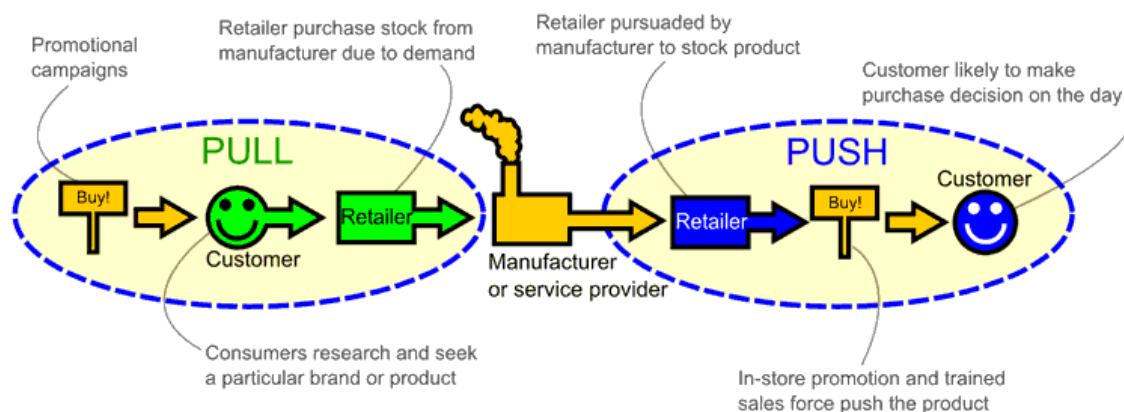 Promotional
campaigns
Retailer purchase stock from
manufacturer due to demand
Retailer pursuaded by
manufacturer to stock product
Customer likely to make
purchase decision on the day
PULL
PUSH
Buy!
Customer
Retailer
Manufacturer
or service provider
Retailer
Buy!
Customer
Consumers research and seek
a particular brand or product
In-store promotion and trained
sales force push the product